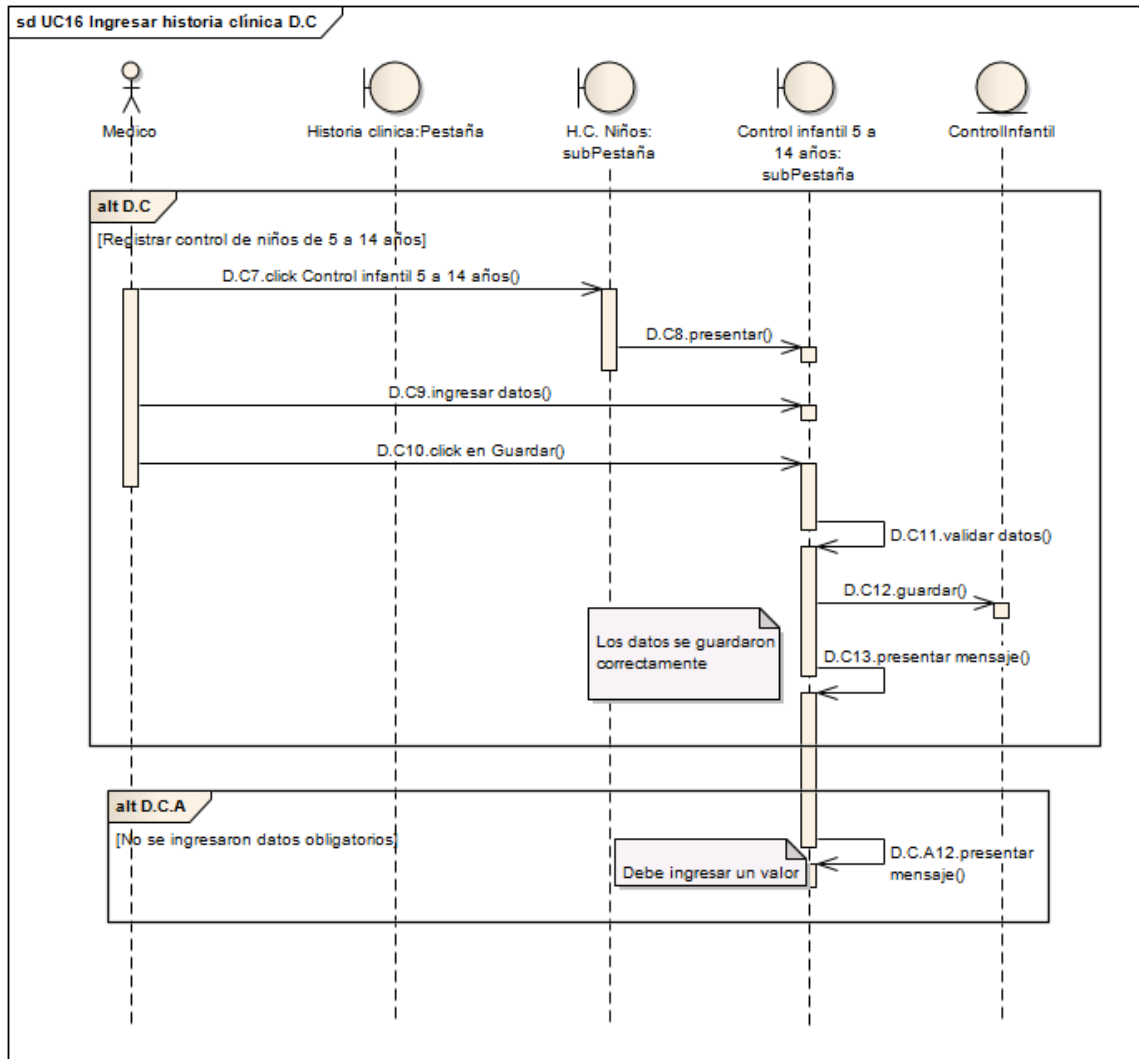 sd UC16 Ingresar historia clínica D.C
Medico
Historia clinica:Pestaña
H.C. Niños:
subPestaña
Control infantil 5 a
14 años:
subPestaña
ControlInfantil
alt D.C
[Registrar control de niños de 5 a 14 años]
D.C7.click Control infantil 5 a 14 años()
D.C8.presentar()
D.C9.ingresar datos()
D.C10.click en Guardar()
D.C11.validar datos()
D.C12.guardar()
Los datos se guardaron
correctamente
D.C13.presentar mensaje()
alt D.C.A
[No se ingresaron datos obligatorios]
Debe ingresar un valor
D.C.A12.presentar
mensaje()